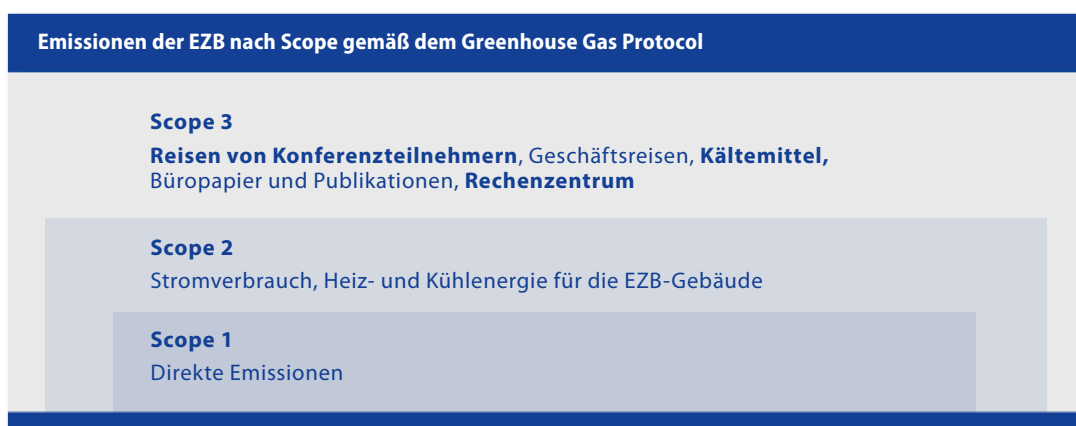 Emissionen der EZB nach Scope gemäß dem Greenhouse Gas Protocol
Scope 3
Reisen von Konferenzteilnehmern, Geschäftsreisen, Kältemittel,
Büropapier und Publikationen, Rechenzentrum
Scope 2
Stromverbrauch, Heiz- und Kühlenergie für die EZB-Gebäude
Scope 1
Direkte Emissionen